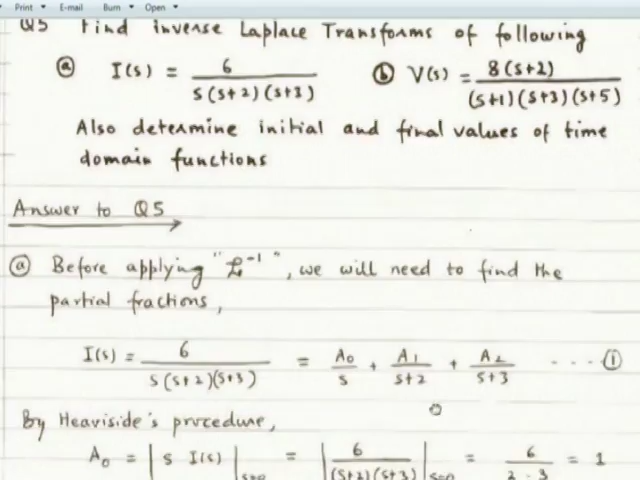 Print Email Burn Open
Q5 Find inverse Laplace Transforms of following
(a) I(s) = 6 / s(s+2)(s+3) (b) V(s) = 8(s+2) / (s+1)(s+3)(s+5)
Also determine initial and final values of time
domain functions
Answer to Q5
(a) Before applying "ℒ⁻¹", we will need to find the
partial fractions,
I(s) = 6 / s(s+2)(s+3) = A₀/s + A₁/s+2 + A₂/s+3 ---- (1)
By Heaviside's procedure,
A₀ = | s I(s) |s=0 = | 6 / (s+2)(s+3) |s=0 = 6 / 2·3 = 1